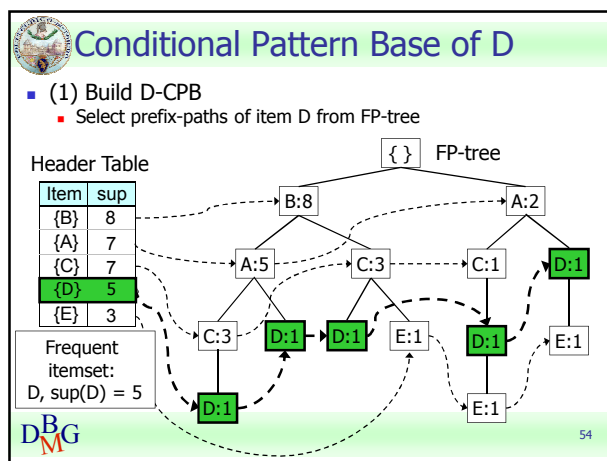 Conditional Pattern Base of D
(1) Build D-CPB
Select prefix-paths of item D from FP-tree
Header Table
Item sup
{B} 8
{A} 7
{C} 7
{D} 5
{E} 3
Frequent
itemset:
D, sup(D) = 5
{ } FP-tree
B:8 A:2
A:5 C:3 C:1 D:1
C:3 D:1 D:1 E:1 D:1 E:1
D:1 E:1
DBMG
54